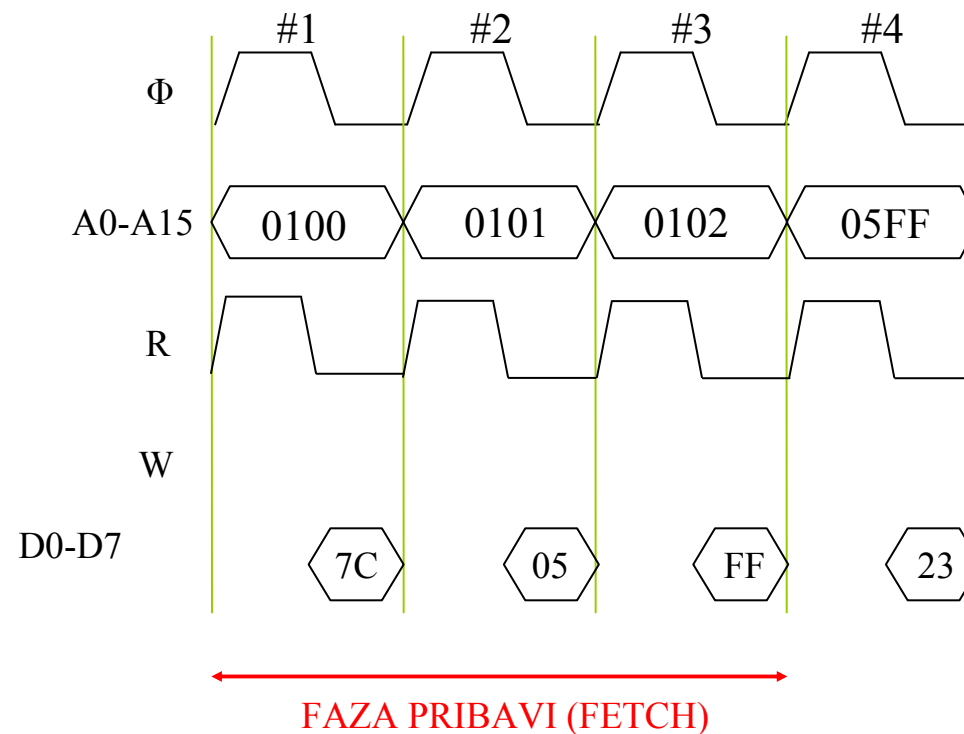 #1 #2 #3 #4
Φ
A0-A15 0100 0101 0102 05FF
R
W
D0-D7 7C 05 FF 23
FAZA PRIBAVI (FETCH)